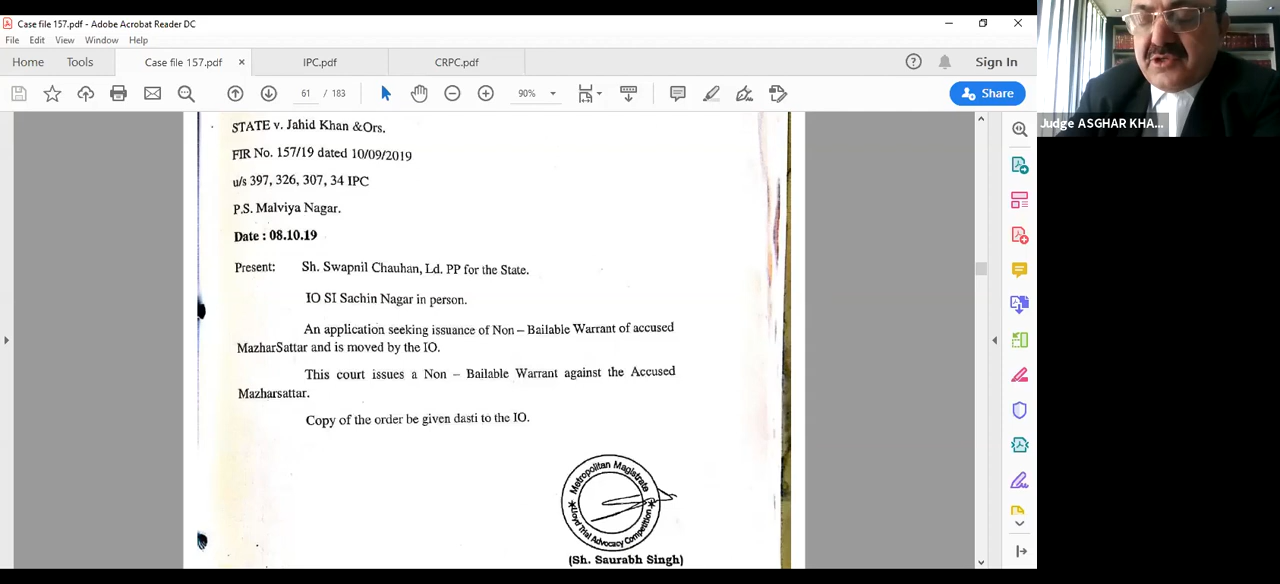 Case file 157.pdf - Adobe Acrobat Reader DC
File Edit View Window Help
Home Tools Case file 157.pdf × IPC.pdf CRPC.pdf Sign In
61 / 183 90% Share
Judge ASGHAR KHA...
STATE v. Jahid Khan &Ors.
FIR No. 157/19 dated 10/09/2019
u/s 397, 326, 307, 34 IPC
P.S. Malviya Nagar.
Date : 08.10.19
Present: Sh. Swapnil Chauhan, Ld. PP for the State.
IO SI Sachin Nagar in person.
An application seeking issuance of Non – Bailable Warrant of accused
MazharSattar and is moved by the IO.
This court issues a Non – Bailable Warrant against the Accused
Mazharsattar.
Copy of the order be given dasti to the IO.
Metropolitan Magistrate
Lloyd Trial Advocacy Competition
(Sh. Saurabh Singh)